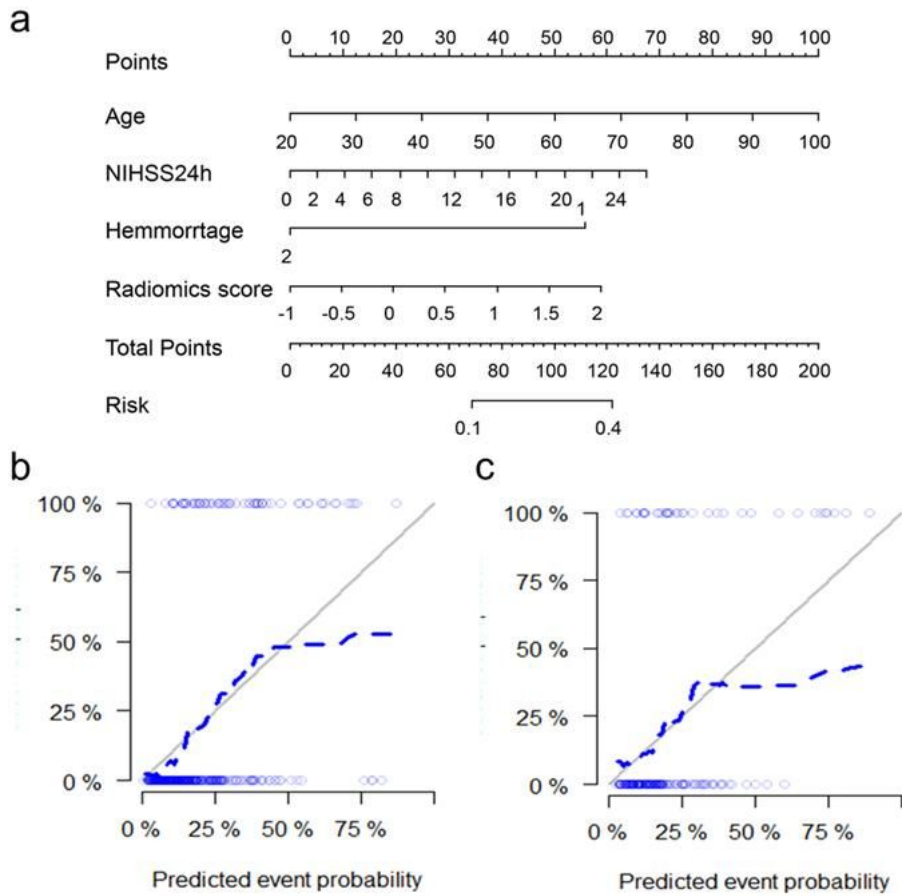 a
0 10 20 30 40 50 60 70 80 90 100
Points
Age
20 30 40 50 60 70 80 90 100
NIHSS24h
0 2 4 6 8 12 16 20 24
1
Hemmorrtage
2
Radiomics score
-1 -0.5 0 0.5 1 1.5 2
Total Points
0 20 40 60 80 100 120 140 160 180 200
Risk
0.1 0.4
b
100 %
75 %
50 %
25 %
0 %
0 % 25 % 50 % 75 %
Predicted event probability
c
100 %
75 %
50 %
25 %
0 %
0 % 25 % 50 % 75 %
Predicted event probability